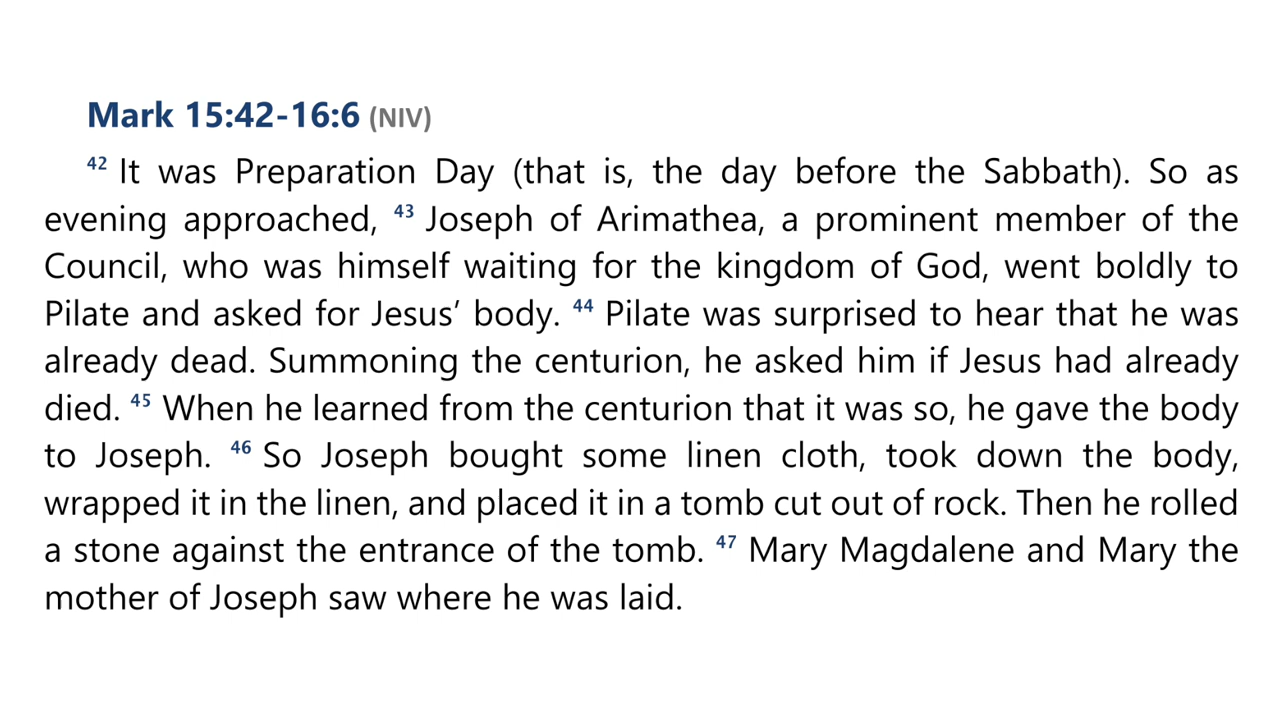 Mark 15:42-16:6 (NIV)
42 It was Preparation Day (that is, the day before the Sabbath). So as
evening approached, 43 Joseph of Arimathea, a prominent member of the
Council, who was himself waiting for the kingdom of God, went boldly to
Pilate and asked for Jesus’ body. 44 Pilate was surprised to hear that he was
already dead. Summoning the centurion, he asked him if Jesus had already
died. 45 When he learned from the centurion that it was so, he gave the body
to Joseph. 46 So Joseph bought some linen cloth, took down the body,
wrapped it in the linen, and placed it in a tomb cut out of rock. Then he rolled
a stone against the entrance of the tomb. 47 Mary Magdalene and Mary the
mother of Joseph saw where he was laid.